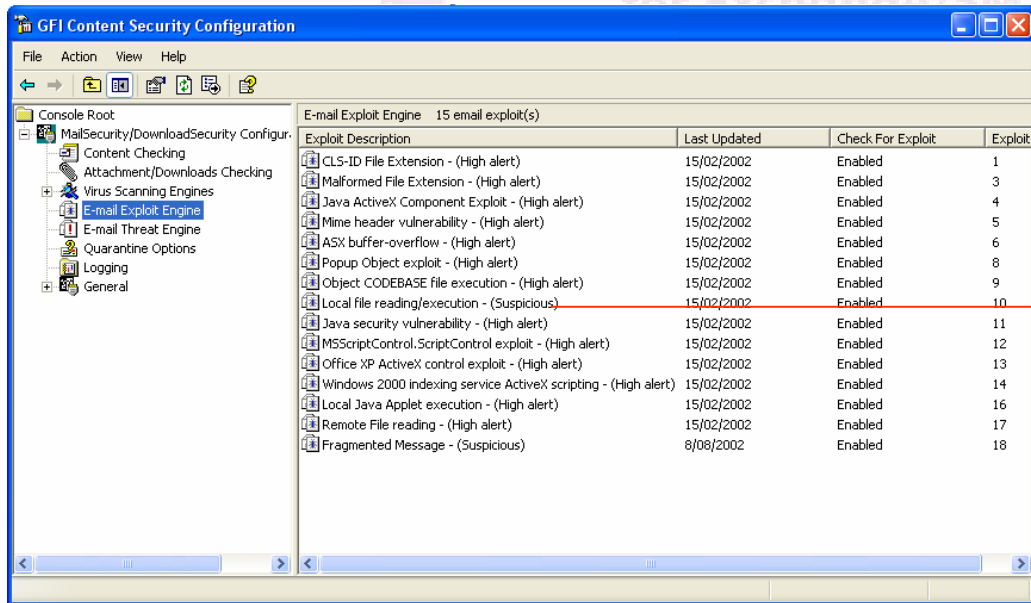 GFI Content Security Configuration
File Action View Help
Console Root
MailSecurity/DownloadSecurity Configur
Content Checking
Attachment/Downloads Checking
Virus Scanning Engines
E-mail Exploit Engine
E-mail Threat Engine
Quarantine Options
Logging
General
E-mail Exploit Engine 15 email exploit(s)
Exploit Description Last Updated Check For Exploit Exploit
CLS-ID File Extension - (High alert) 15/02/2002 Enabled 1
Malformed File Extension - (High alert) 15/02/2002 Enabled 3
Java ActiveX Component Exploit - (High alert) 15/02/2002 Enabled 4
Mime header vulnerability - (High alert) 15/02/2002 Enabled 5
ASX buffer-overflow - (High alert) 15/02/2002 Enabled 6
Popup Object exploit - (High alert) 15/02/2002 Enabled 8
Object CODEBASE file execution - (High alert) 15/02/2002 Enabled 9
Local file reading/execution - (Suspicious) 15/02/2002 Enabled 10
Java security vulnerability - (High alert) 15/02/2002 Enabled 11
MSScriptControl.ScriptControl exploit - (High alert) 15/02/2002 Enabled 12
Office XP ActiveX control exploit - (High alert) 15/02/2002 Enabled 13
Windows 2000 indexing service ActiveX scripting - (High alert) 15/02/2002 Enabled 14
Local Java Applet execution - (High alert) 15/02/2002 Enabled 16
Remote File reading - (High alert) 15/02/2002 Enabled 17
Fragmented Message - (Suspicious) 8/08/2002 Enabled 18